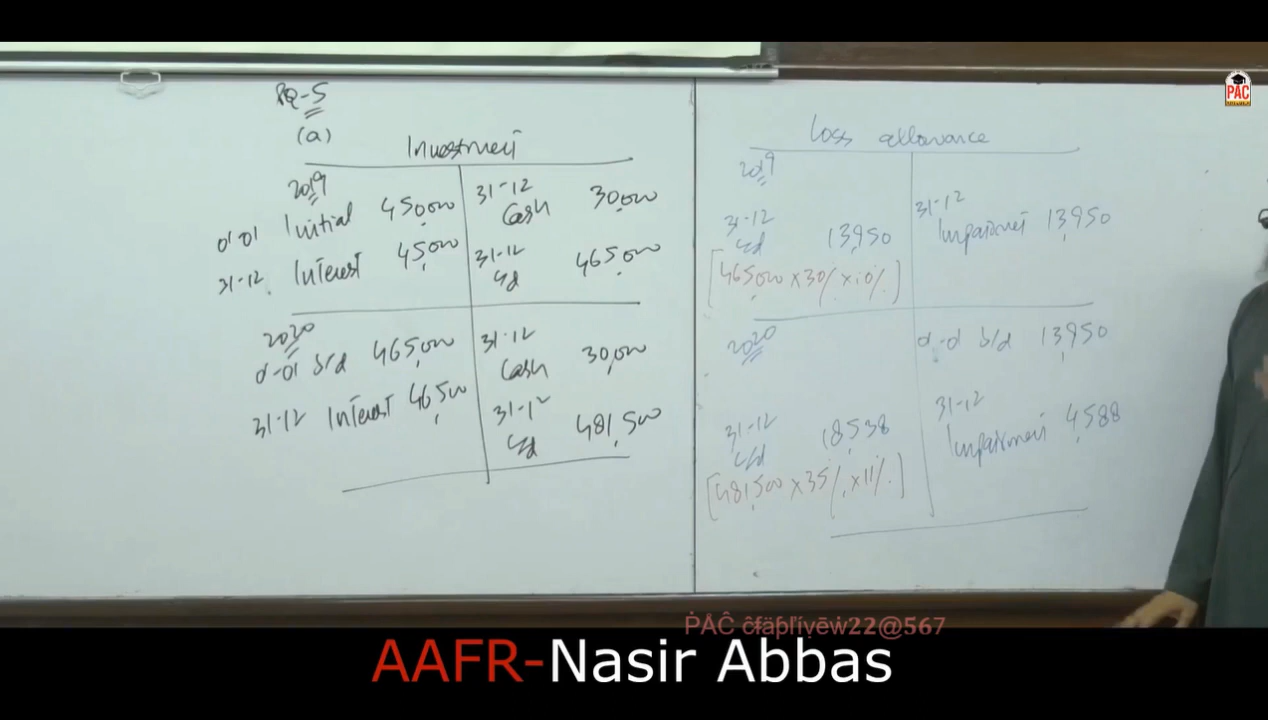 PQ-5
(a)
Investment
2019
01-01 Initial 450,000
31-12 Cash 30,000
31-12 Interest 45,000
31-12 c/d 465,000
2020
01-01 b/d 465,000
31-12 Cash 30,000
31-12 Interest 46,500
31-12 c/d 481,500
Loss allowance
2019
31-12 c/d 13,950
31-12 Impairment 13,950
[465,000 x 30% x 10%]
2020
01-01 b/d 13,950
31-12 c/d 18,538
31-12 Impairment 4,588
[481,500 x 35% x 11%]
PAC
ṖÀĈ ĉfäƥľívēẇ22@567
AAFR-Nasir Abbas